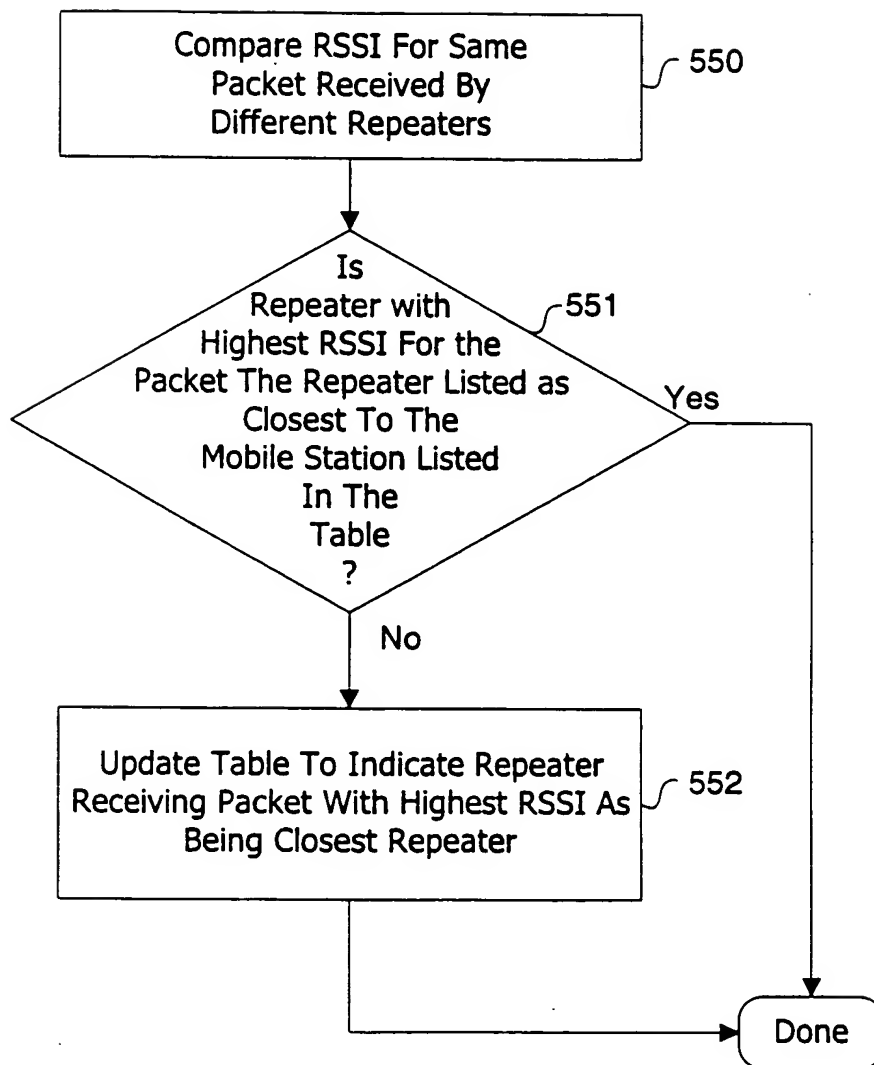 Compare RSSI For Same
Packet Received By
Different Repeaters
550
Is
Repeater with
Highest RSSI For the
Packet The Repeater Listed as
Closest To The
Mobile Station Listed
In The
Table
?
551
Yes
No
Update Table To Indicate Repeater
Receiving Packet With Highest RSSI As
Being Closest Repeater
552
Done